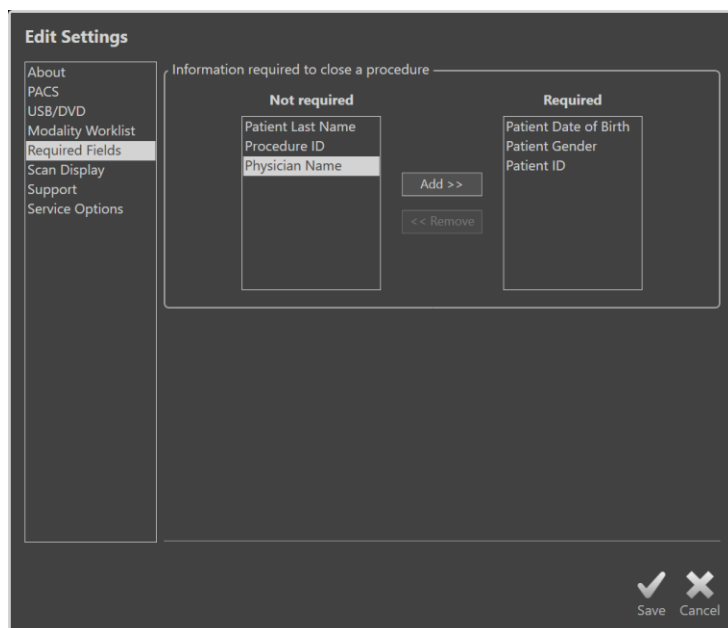 Edit Settings
About
PACS
USB/DVD
Modality Worklist
Required Fields
Scan Display
Support
Service Options
Information required to close a procedure
Not required
Patient Last Name
Procedure ID
Physician Name
Add >>
<< Remove
Required
Patient Date of Birth
Patient Gender
Patient ID
Save
Cancel